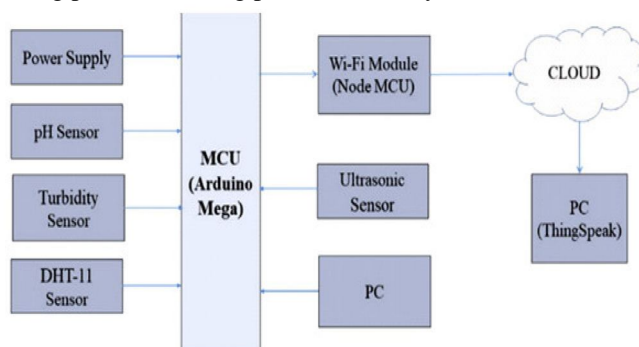 Power Supply
pH Sensor
Turbidity
Sensor
DHT-11
Sensor
MCU
(Arduino
Mega)
Wi-Fi Module
(Node MCU)
Ultrasonic
Sensor
PC
CLOUD
PC
(ThingSpeak)